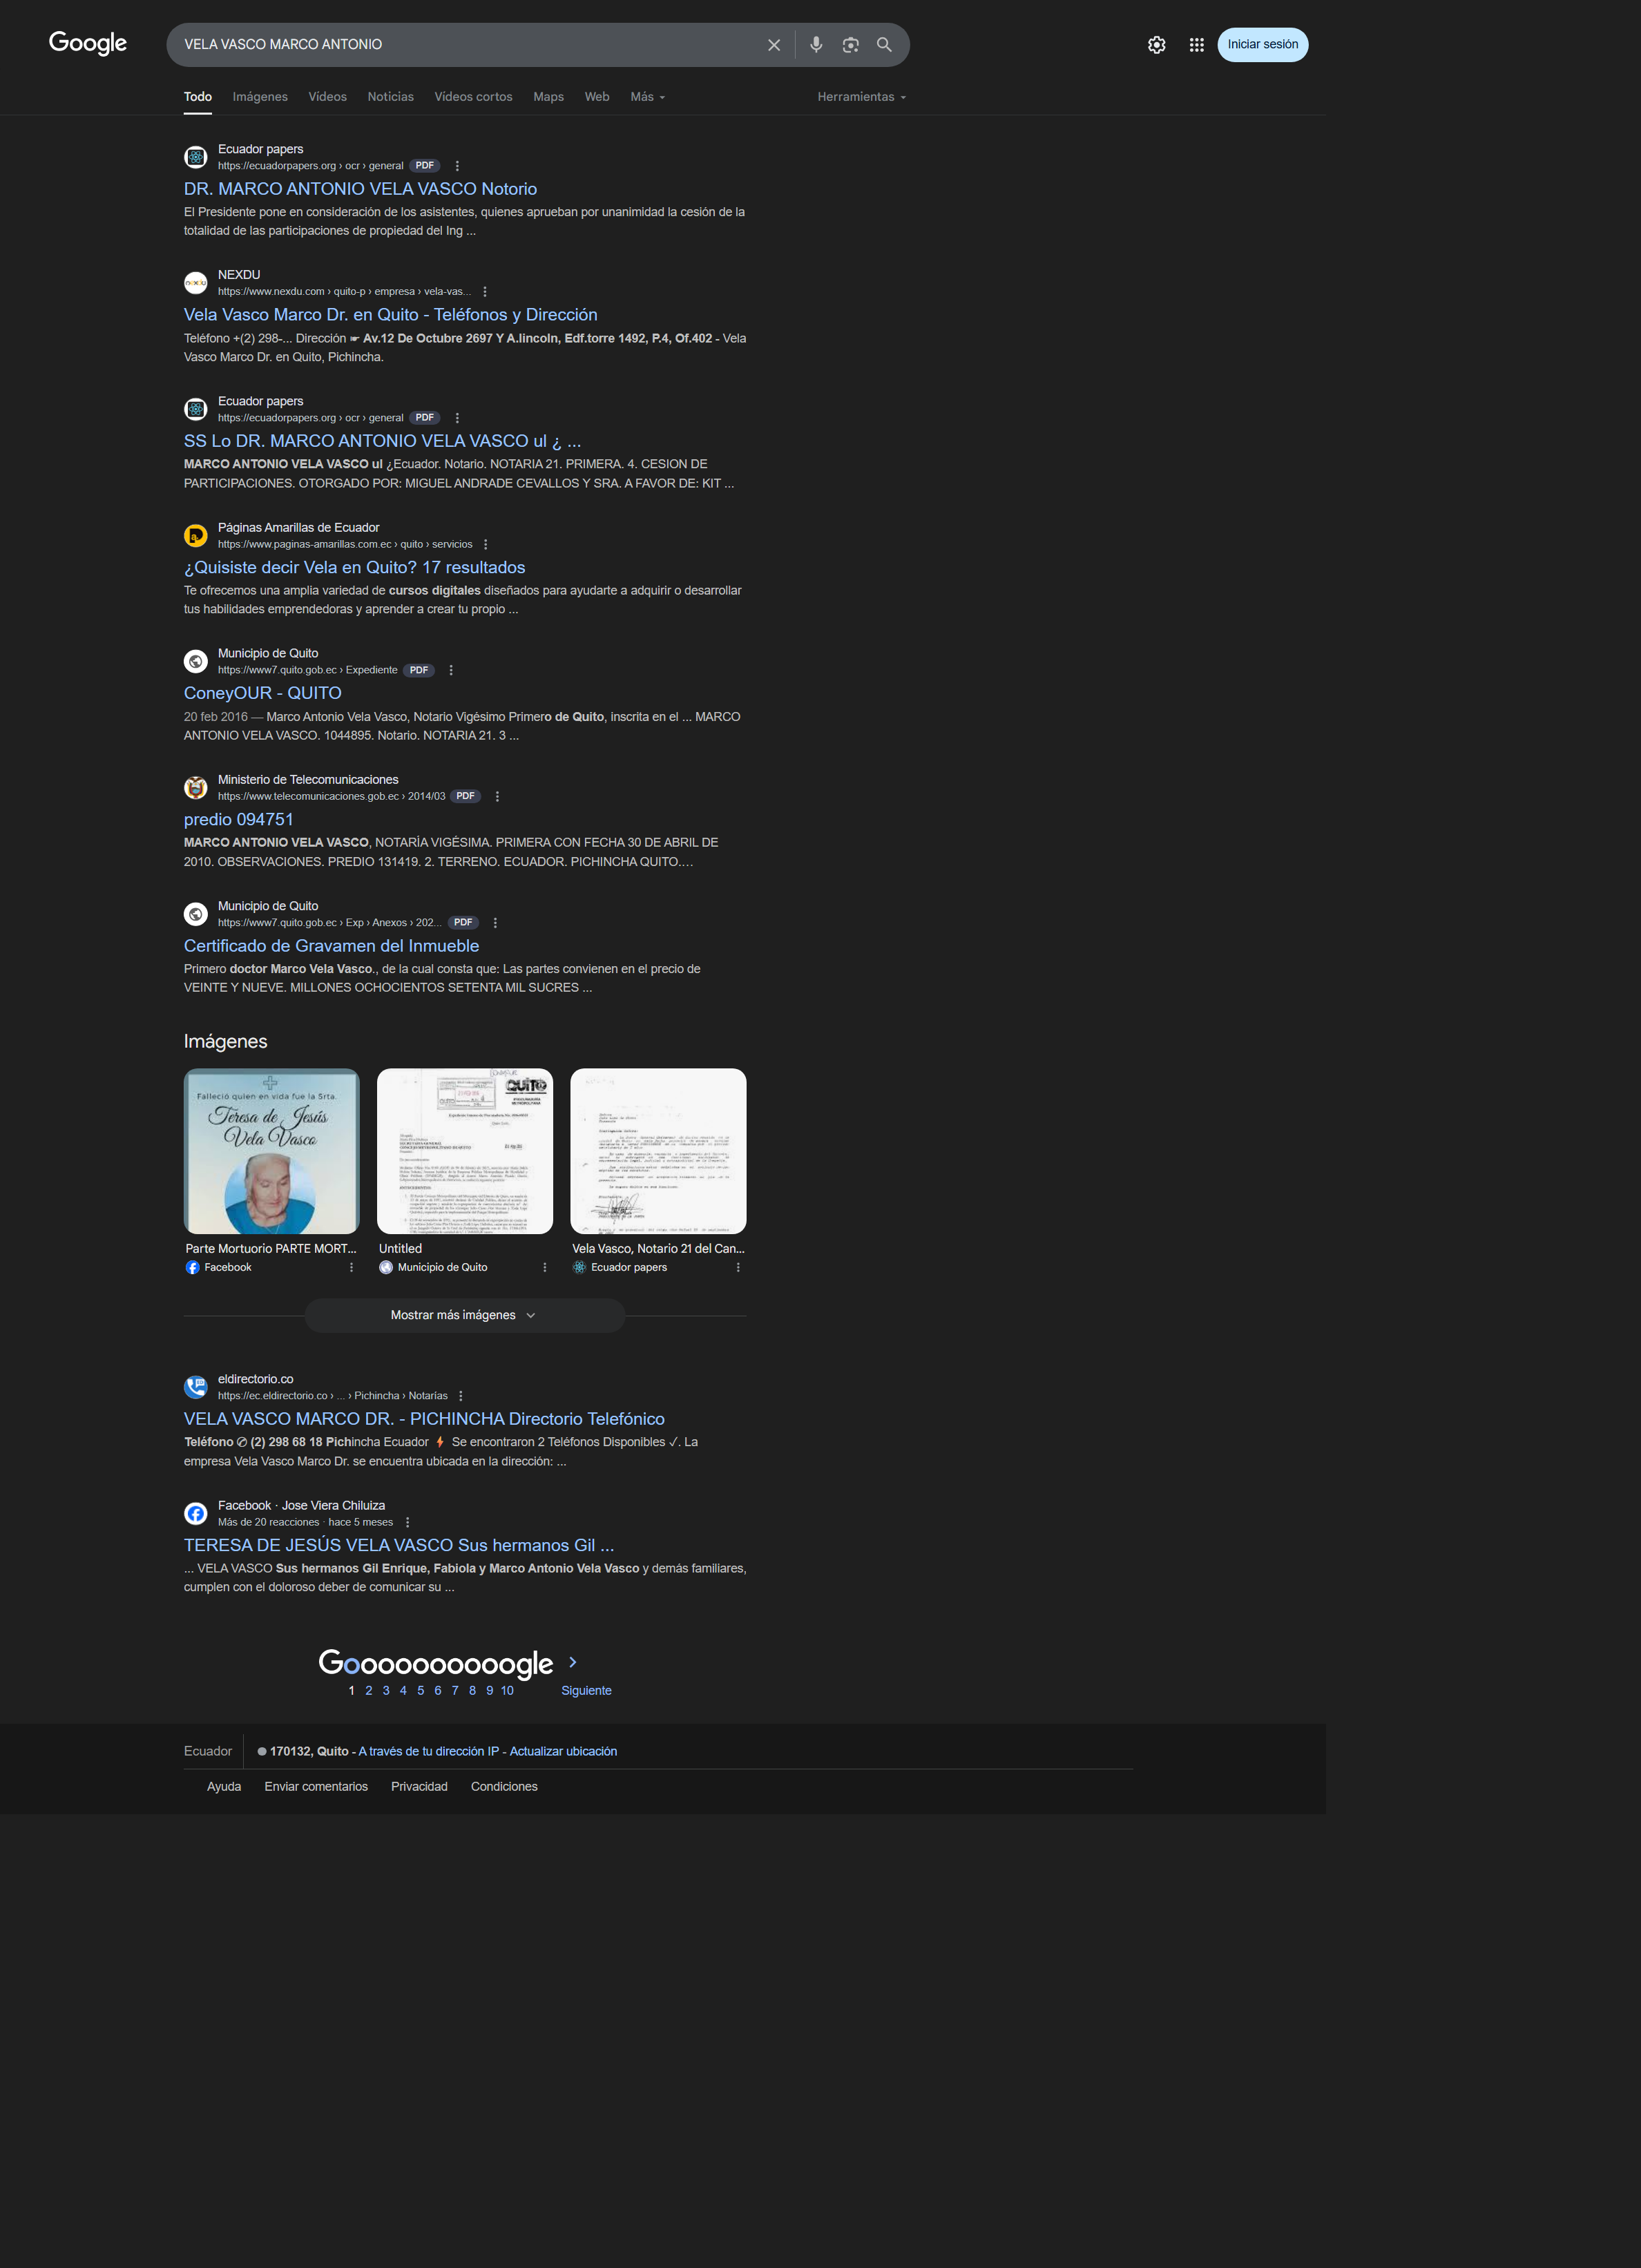 Google
VELA VASCO MARCO ANTONIO
Iniciar sesión
Todo Imágenes Vídeos Noticias Vídeos cortos Maps Web Más Herramientas
Ecuador papers
https://ecuadorpapers.org › ocr › general PDF
DR. MARCO ANTONIO VELA VASCO Notorio
El Presidente pone en consideración de los asistentes, quienes aprueban por unanimidad la cesión de la
totalidad de las participaciones de propiedad del Ing ...
NEXDU
https://www.nexdu.com › quito-p › empresa › vela-vas...
Vela Vasco Marco Dr. en Quito - Teléfonos y Dirección
Teléfono +(2) 298-... Dirección ☛ Av.12 De Octubre 2697 Y A.lincoln, Edf.torre 1492, P.4, Of.402 - Vela
Vasco Marco Dr. en Quito, Pichincha.
Ecuador papers
https://ecuadorpapers.org › ocr › general PDF
SS Lo DR. MARCO ANTONIO VELA VASCO ul ¿ ...
MARCO ANTONIO VELA VASCO ul ¿Ecuador. Notario. NOTARIA 21. PRIMERA. 4. CESION DE
PARTICIPACIONES. OTORGADO POR: MIGUEL ANDRADE CEVALLOS Y SRA. A FAVOR DE: KIT ...
Páginas Amarillas de Ecuador
https://www.paginas-amarillas.com.ec › quito › servicios
¿Quisiste decir Vela en Quito? 17 resultados
Te ofrecemos una amplia variedad de cursos digitales diseñados para ayudarte a adquirir o desarrollar
tus habilidades emprendedoras y aprender a crear tu propio ...
Municipio de Quito
https://www7.quito.gob.ec › Expediente PDF
ConeyOUR - QUITO
20 feb 2016 — Marco Antonio Vela Vasco, Notario Vigésimo Primero de Quito, inscrita en el ... MARCO
ANTONIO VELA VASCO. 1044895. Notario. NOTARIA 21. 3 ...
Ministerio de Telecomunicaciones
https://www.telecomunicaciones.gob.ec › 2014/03 PDF
predio 094751
MARCO ANTONIO VELA VASCO, NOTARÌA VIGÉSIMA. PRIMERA CON FECHA 30 DE ABRIL DE
2010. OBSERVACIONES. PREDIO 131419. 2. TERRENO. ECUADOR. PICHINCHA QUITO.…
Municipio de Quito
https://www7.quito.gob.ec › Exp › Anexos › 202... PDF
Certificado de Gravamen del Inmueble
Primero doctor Marco Vela Vasco., de la cual consta que: Las partes convienen en el precio de
VEINTE Y NUEVE. MILLONES OCHOCIENTOS SETENTA MIL SUCRES ...
Imágenes
Falleció quien en vida fue la Srta.
Teresa de Jesús
Vela Vasco
QUITO
Parte Mortuorio PARTE MORT...
Facebook
Untitled
Municipio de Quito
Vela Vasco, Notario 21 del Can...
Ecuador papers
Mostrar más imágenes
eldirectorio.co
https://ec.eldirectorio.co › ... › Pichincha › Notarías
VELA VASCO MARCO DR. - PICHINCHA Directorio Telefónico
Teléfono ✆ (2) 298 68 18 Pichincha Ecuador ⚡ Se encontraron 2 Teléfonos Disponibles ✓. La
empresa Vela Vasco Marco Dr. se encuentra ubicada en la dirección: ...
Facebook · Jose Viera Chiluiza
Más de 20 reacciones · hace 5 meses
TERESA DE JESÚS VELA VASCO Sus hermanos Gil ...
... VELA VASCO Sus hermanos Gil Enrique, Fabiola y Marco Antonio Vela Vasco y demás familiares,
cumplen con el doloroso deber de comunicar su ...
Goooooooooogle
1 2 3 4 5 6 7 8 9 10 Siguiente
Ecuador 170132, Quito - A través de tu dirección IP - Actualizar ubicación
Ayuda Enviar comentarios Privacidad Condiciones